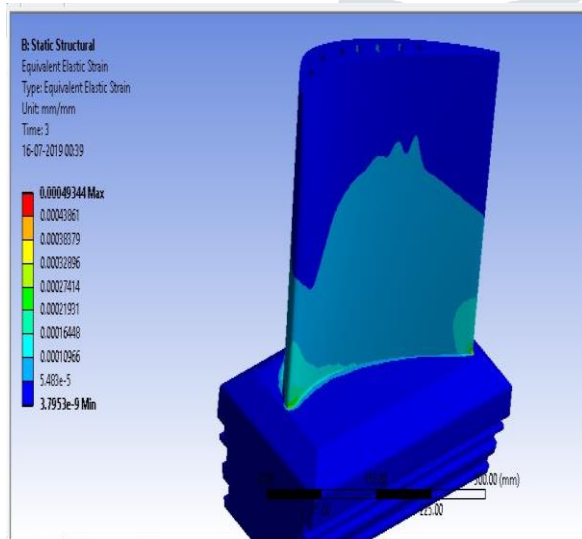 B: Static Structural
Equivalent Elastic Strain
Type: Equivalent Elastic Strain
Unit: mm/mm
Time: 3
16-07-2019 00:39
0.00049344 Max
0.00043861
0.00038379
0.00032896
0.00027414
0.00021931
0.00016448
0.00010966
5.483e-5
3.7953e-9 Min
(mm)
225.00